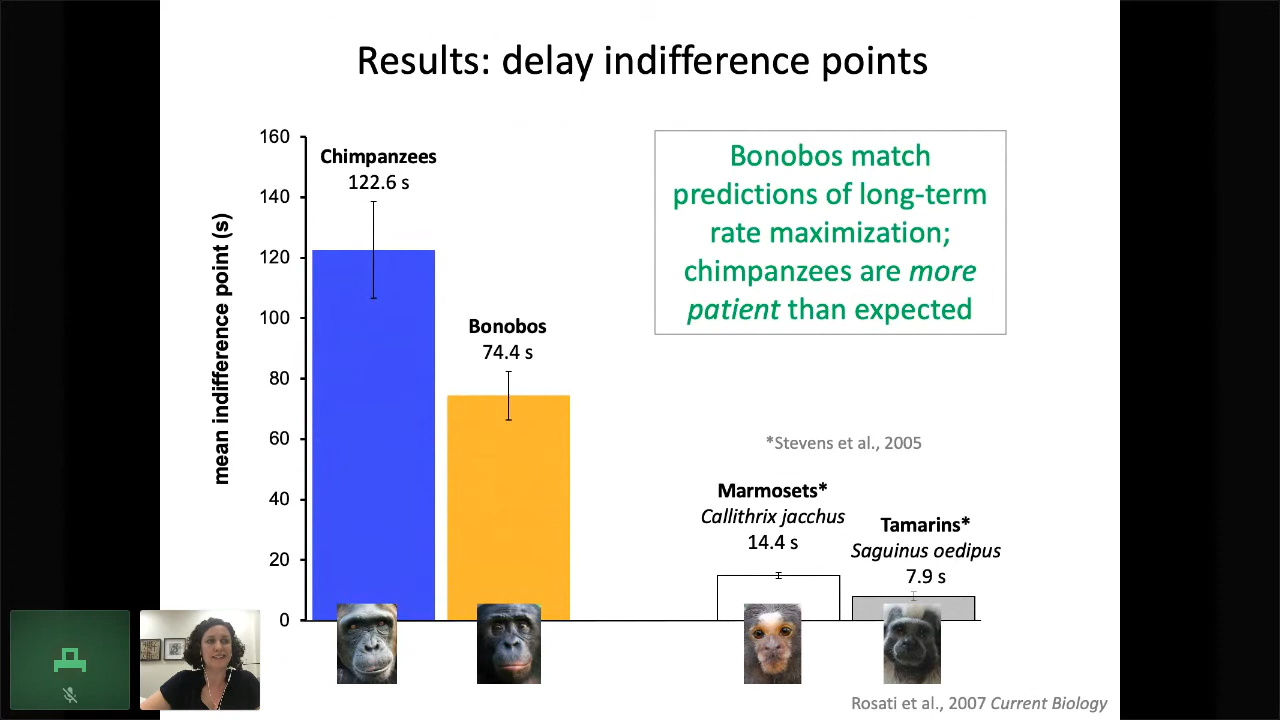 Results: delay indifference points
160
140
120
100
80
60
40
20
0
mean indifference point (s)
Chimpanzees
122.6 s
Bonobos
74.4 s
Bonobos match
predictions of long-term
rate maximization;
chimpanzees are more
patient than expected
*Stevens et al., 2005
Marmosets*
Callithrix jacchus
14.4 s
Tamarins*
Saguinus oedipus
7.9 s
Rosati et al., 2007 Current Biology